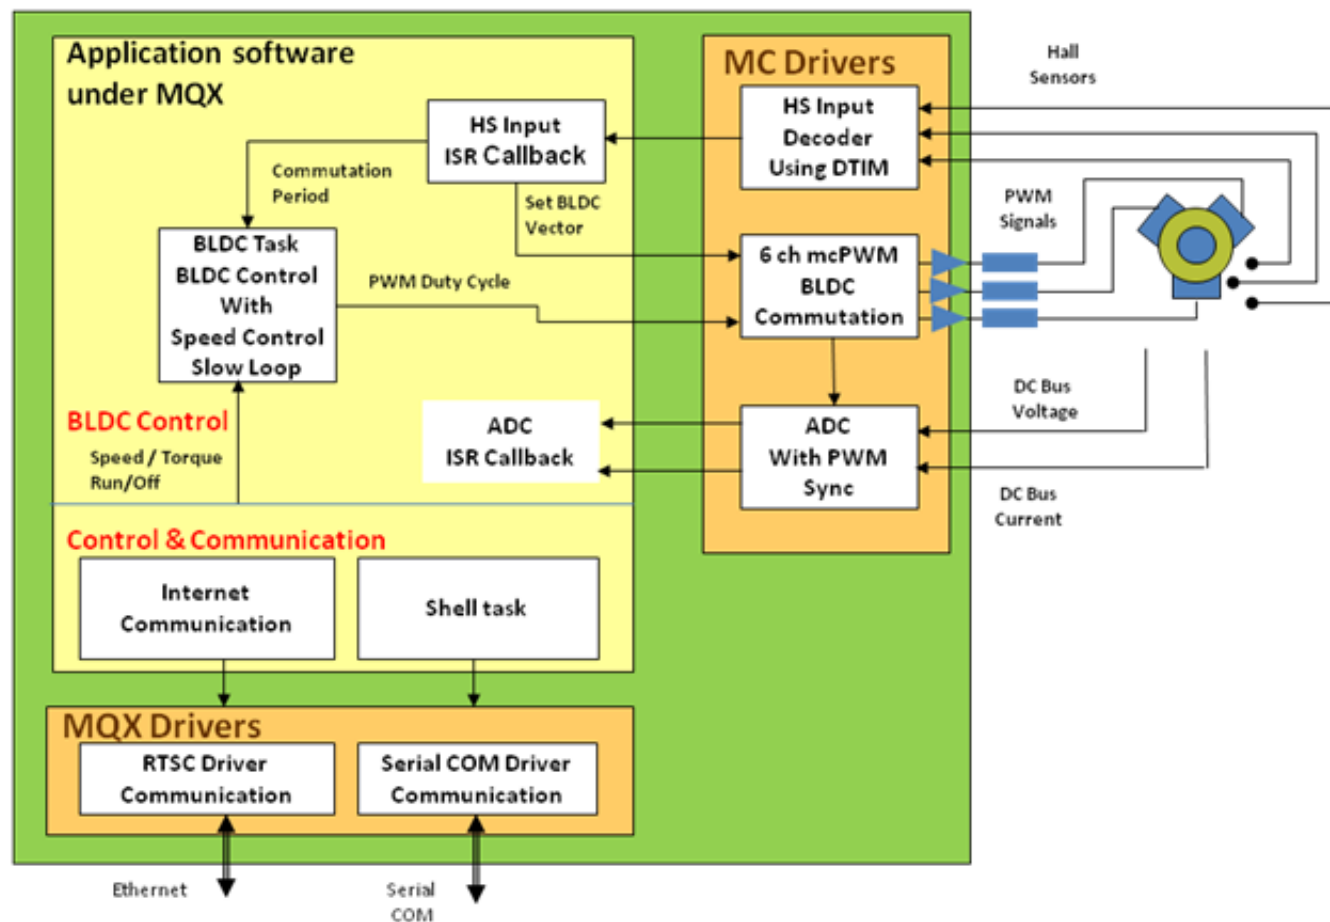 Application software
under MQX
HS Input
ISR Callback
Commutation
Period
Set BLDC
Vector
BLDC Task
BLDC Control
With
Speed Control
Slow Loop
PWM Duty Cycle
BLDC Control
Speed / Torque
Run/Off
ADC
ISR Callback
Control & Communication
Internet
Communication
Shell task
MQX Drivers
RTSC Driver
Communication
Serial COM Driver
Communication
Ethernet
Serial
COM
MC Drivers
HS Input
Decoder
Using DTIM
6 ch mcPWM
BLDC
Commutation
ADC
With PWM
Sync
Hall
Sensors
PWM
Signals
DC Bus
Voltage
DC Bus
Current